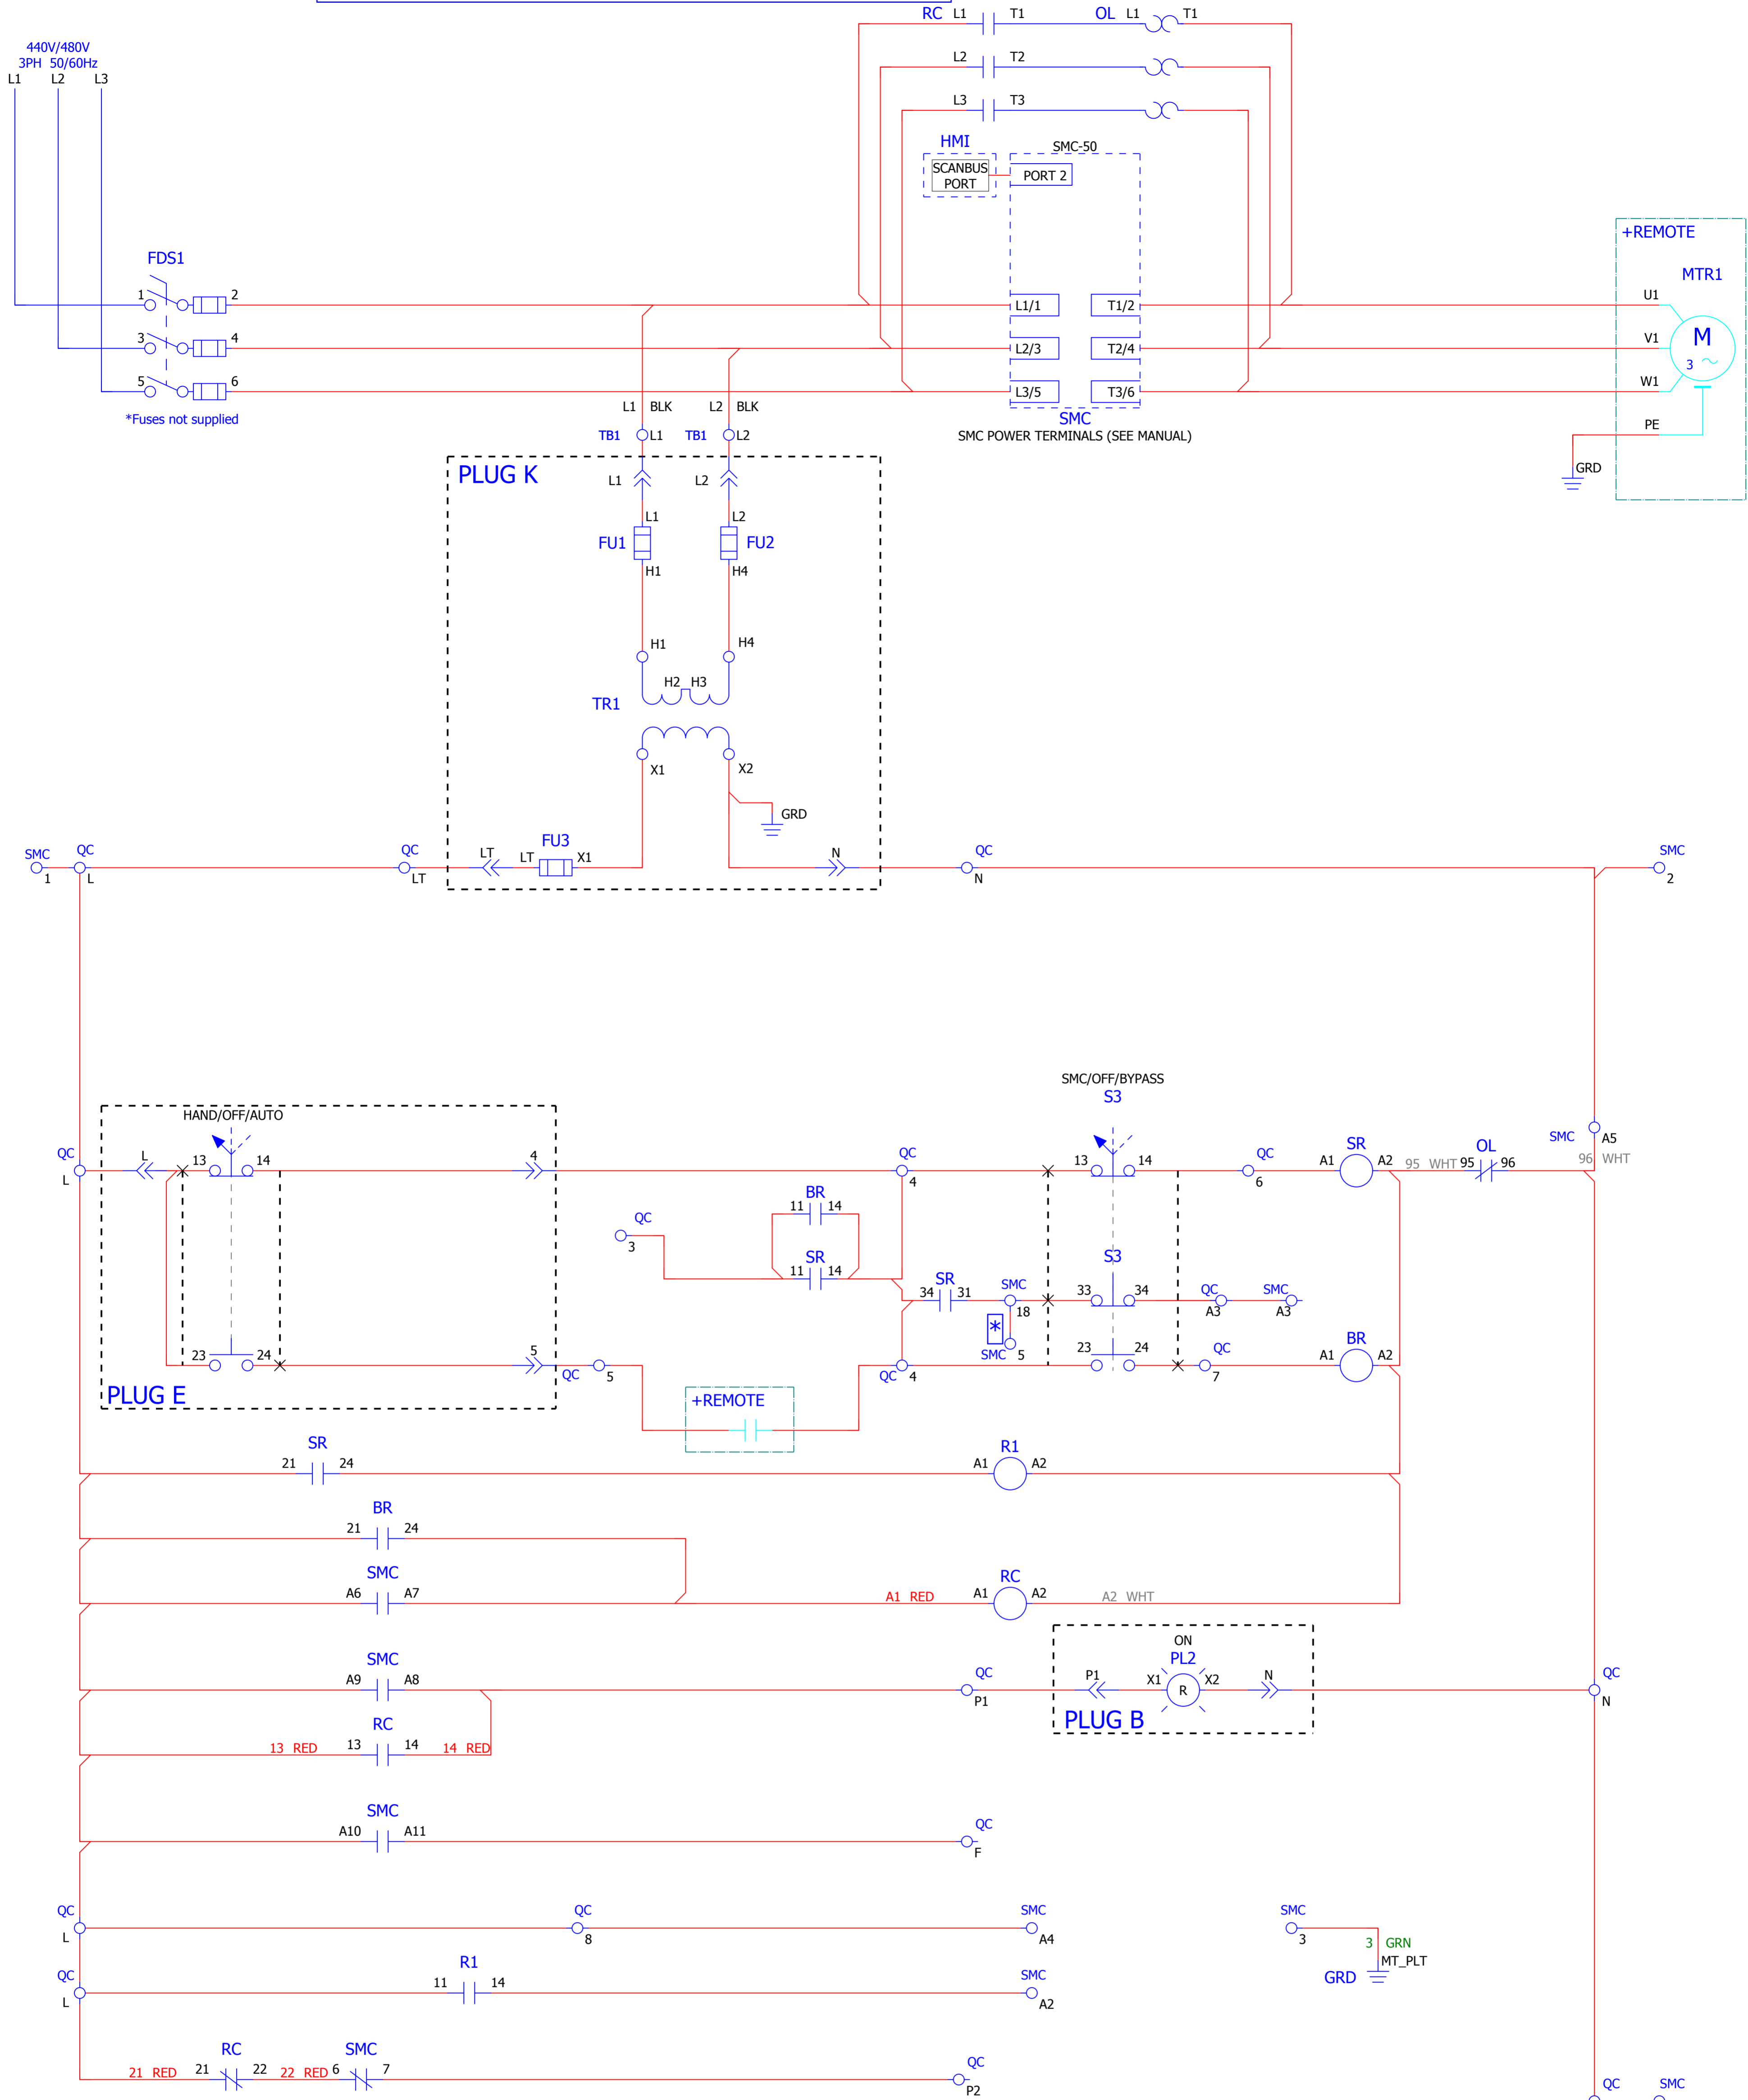 RC L1 T1 OL L1 T1
440V/480V
3PH 50/60Hz
L1 L2 L3
L2 T2
L3 T3
HMI
SMC-50
SCANBUS
PORT
PORT 2
+REMOTE
FDS1
MTR1
1 2 L1/1 T1/2 U1
3 4 L2/3 T2/4 V1
M
3
5 6 L3/5 T3/6 W1
*Fuses not supplied
L1 BLK L2 BLK
SMC
PE
TB1 L1 TB1 L2
SMC POWER TERMINALS (SEE MANUAL)
GRD
PLUG K
L1 L2
L1 L2
FU1 FU2
H1 H4
H1 H4
H2 H3
TR1
X1 X2
GRD
SMC QC QC FU3 QC SMC
LT LT X1 N
1 L LT N 2
SMC/OFF/BYPASS
S3
HAND/OFF/AUTO
QC L 13 14 4 QC 13 14 QC SR OL SMC A5
A1 A2 95 WHT 95 96 96 WHT
L 4 6
BR
11 14
QC
3
SR
11 14
S3
SR SMC
34 31 33 34 QC SMC
18 A3 A3
*
SMC 5
23 24 5 QC 5 QC 4 23 24 QC 7 BR A1 A2
PLUG E
+REMOTE
SR R1
21 24 A1 A2
BR
21 24
SMC RC
A6 A7 A1 RED A1 A2 A2 WHT
ON
SMC PL2
A9 A8 QC P1 X1 R X2 N QC
P1 N
PLUG B
RC
13 RED 13 14 14 RED
SMC
A10 A11 QC
F
QC QC SMC SMC
L 8 A4 3
3 GRN
MT_PLT
GRD
QC R1 SMC
L 11 14 A2
RC SMC
21 RED 21 22 22 RED 6 7 QC
P2
QC SMC